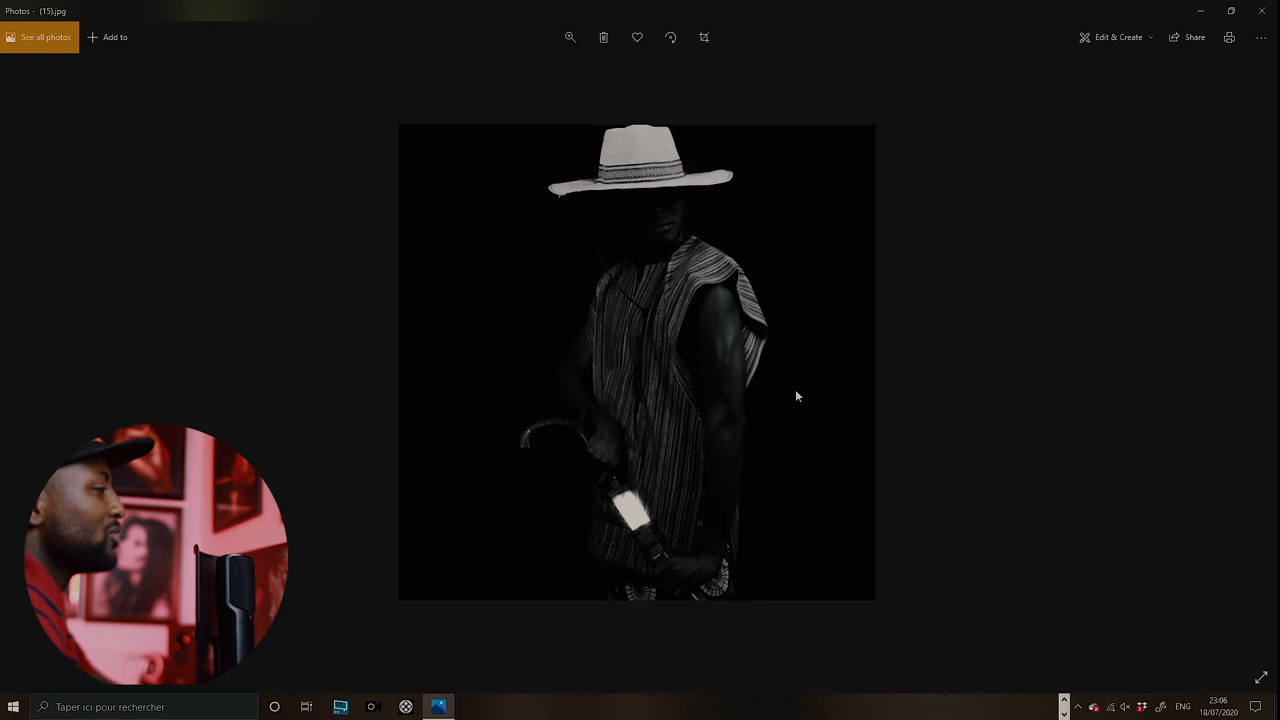 Photos - (15).jpg
See all photos
Add to
Edit & Create
Share
Taper ici pour rechercher
ENG
23:06
18/07/2020